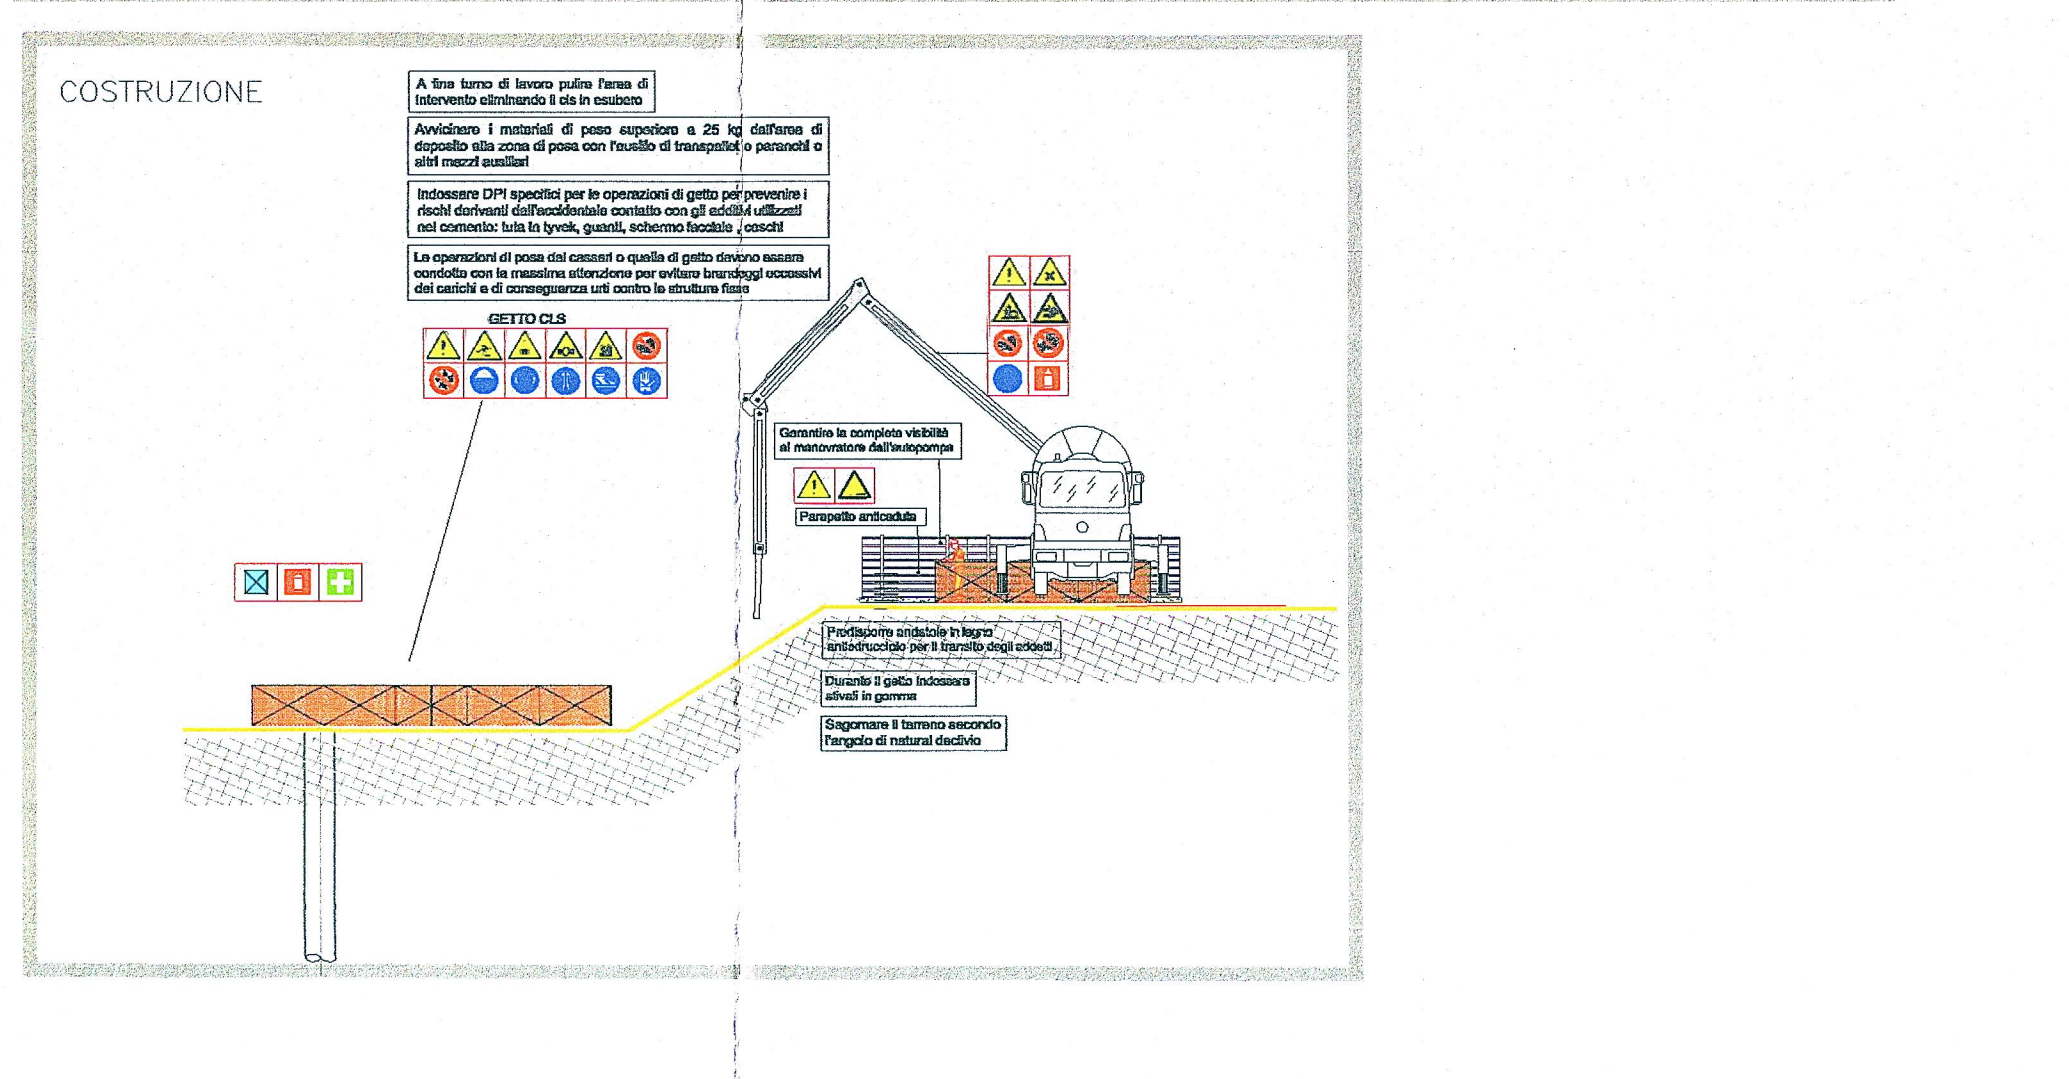 COSTRUZIONE
A fine turno di lavoro pulire l'area di
intervento eliminando il cls in esubero
Avvicinare i materiali di peso superiore a 25 kg dall'area di
deposito alla zona di posa con l'ausilio di transpallet o paranchi o
altri mezzi ausiliari
Indossare DPI specifici per le operazioni di getto per prevenire i
rischi derivanti dall'accidentale contatto con gli additivi utilizzati
nel cemento: tuta in tyvek, guanti, schermo facciale , caschi
Le operazioni di posa dei casseri o quella di getto devono essere
condotte con la massima attenzione per evitare brandeggi eccessivi
dei carichi e di conseguenza urti contro le strutture fisse
GETTO CLS
Garantire la completa visibilità
al manovratore dell'autopompa
Parapetto anticaduta
Predisporre andatoie in legno
antisdrucciolo per il transito degli addetti
Durante il getto indossare
stivali in gomma
Sagomare il terreno secondo
l'angolo di natural declivio